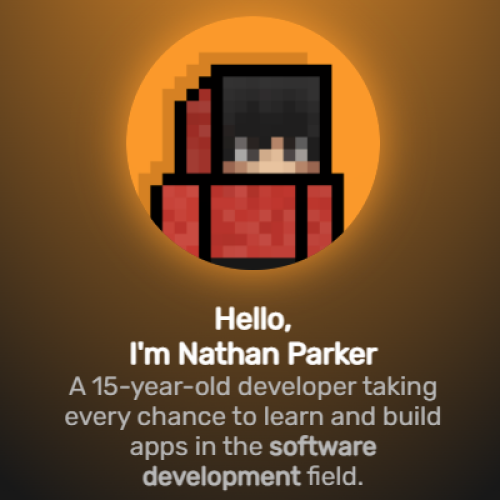 Hello,
I'm Nathan Parker
A 15-year-old developer taking
every chance to learn and build
apps in the software
development field.